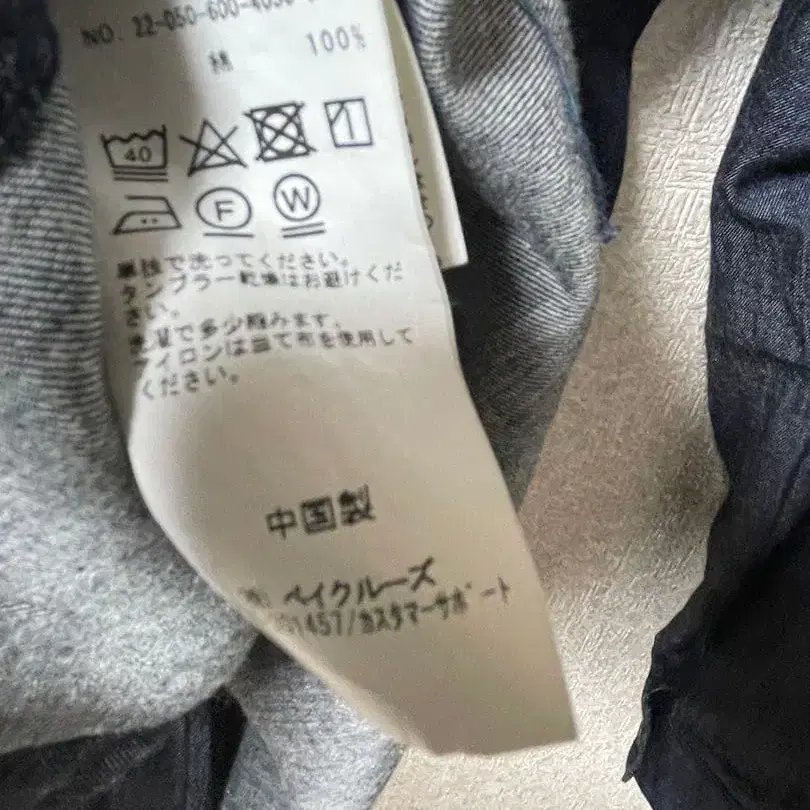 NO. 22-050-600-4030-
綿 100%
40
F W
単技で洗ってください。
タンブラー乾燥はお避けくだ
さい。
洗濯で多少縮みます。
アイロンは当て布を使用して
ください。
中国製
ベイクルーズ
1457/カスタマーサポート